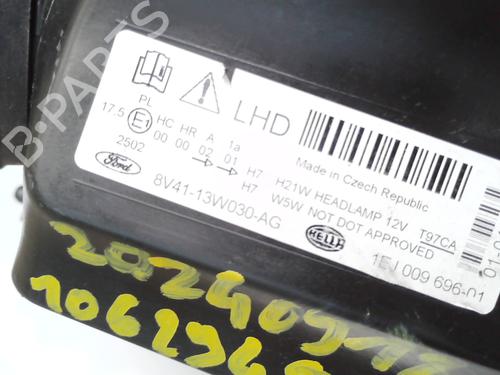 B-PARTS
LHD
PL HC HR A 1a
17.5 E1 00 00 02 01
2502
H7 H21W HEADLAMP 12V
H7 W5W NOT DOT APPROVED
Made in Czech Republic
T97CA
Ford
8V41-13W030-AG
HELLA
1EJ 009 696-01